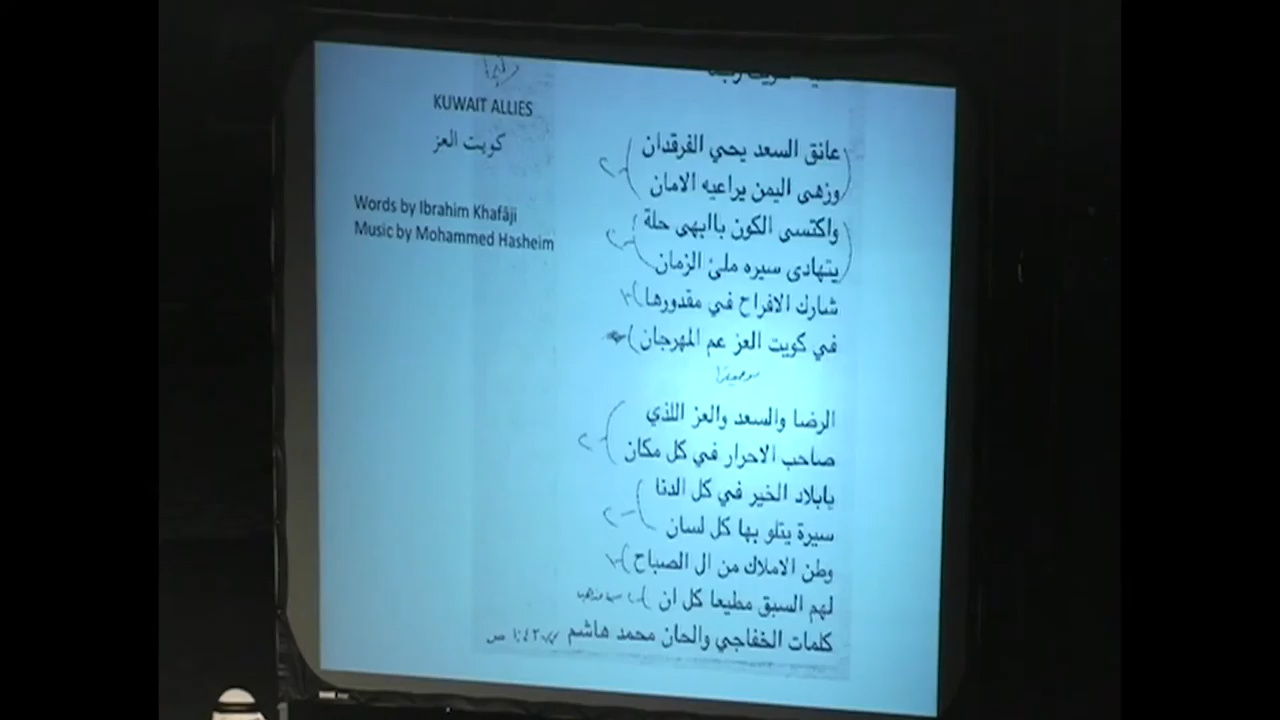 KUWAIT ALLIES
كويت العز
Words by Ibrahim Khafâji
Music by Mohammed Hasheim
عانق السعد يحي الفرقدان
وزهى اليمن يراعيه الامان
واكتسى الكون باابهى حلة
يتهادى سيره ملئ الزمان
شارك الافراح في مقدورها
في كويت العز عم المهرجان
الرضا والسعد والعز اللذي
صاحب الاحرار في كل مكان
يابلاد الخير في كل الدنا
سيرة يتلو بها كل لسان
وطن الاملاك من ال الصباح
لهم السبق مطيعا كل ان
كلمات الخفاجي والحان محمد هاشم